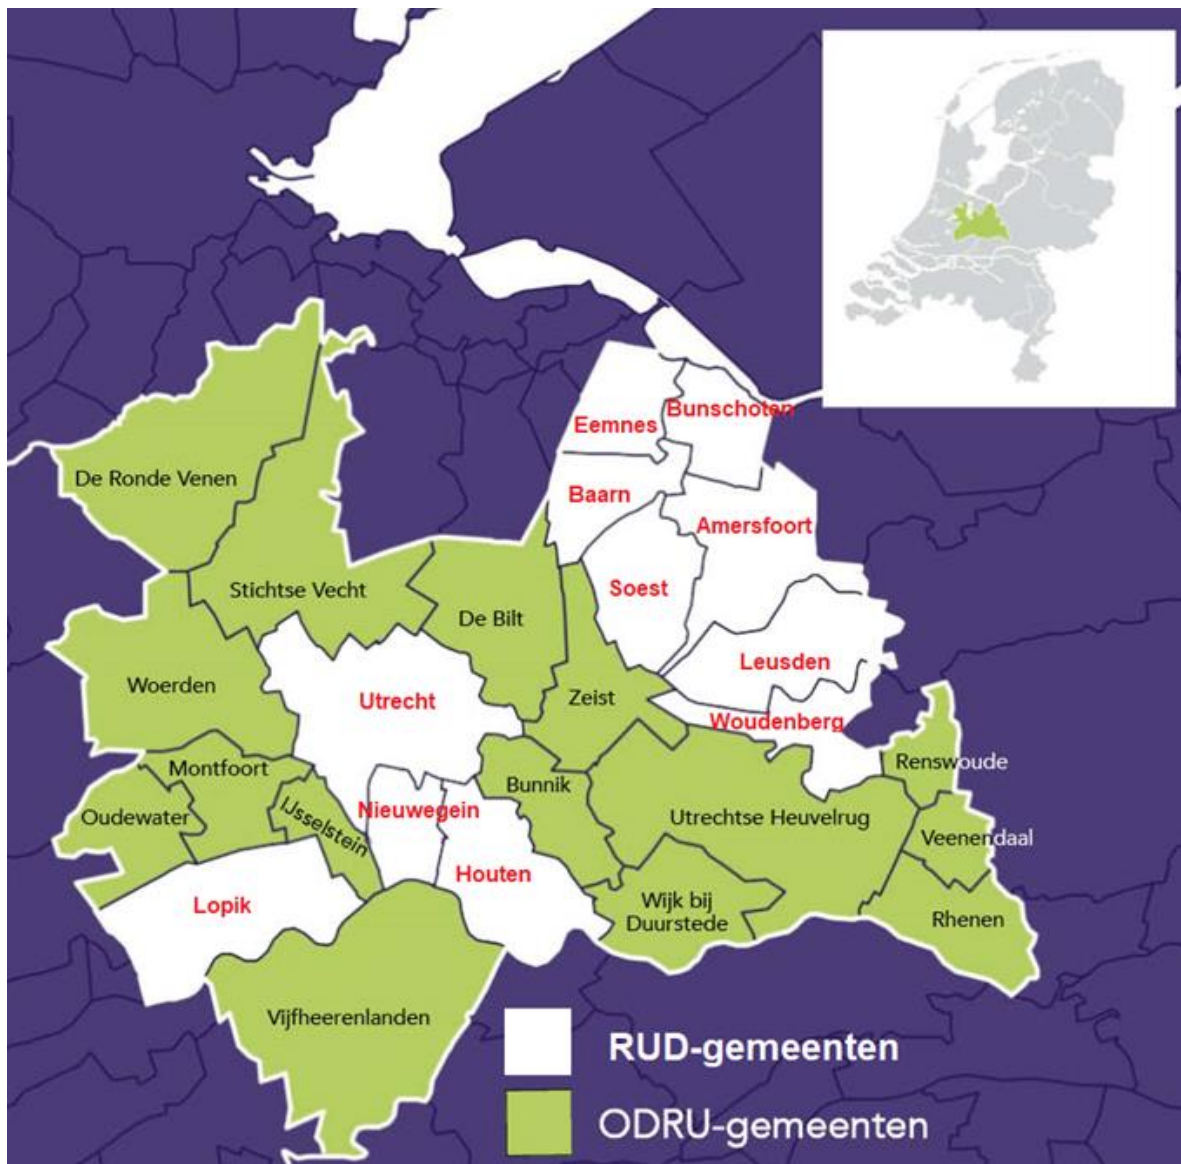 Bunschoten
Eemnes
De Ronde Venen
Baarn
Amersfoort
Stichtse Vecht
Soest
De Bilt
Leusden
Woerden
Zeist
Utrecht
Woudenberg
Renswoude
Montfoort
Bunnik
Nieuwegein
Oudewater
IJsselstein
Utrechtse Heuvelrug
Veenendaal
Houten
Lopik
Wijk bij
Duurstede
Rhenen
Vijfheerenlanden
RUD-gemeenten
ODRU-gemeenten